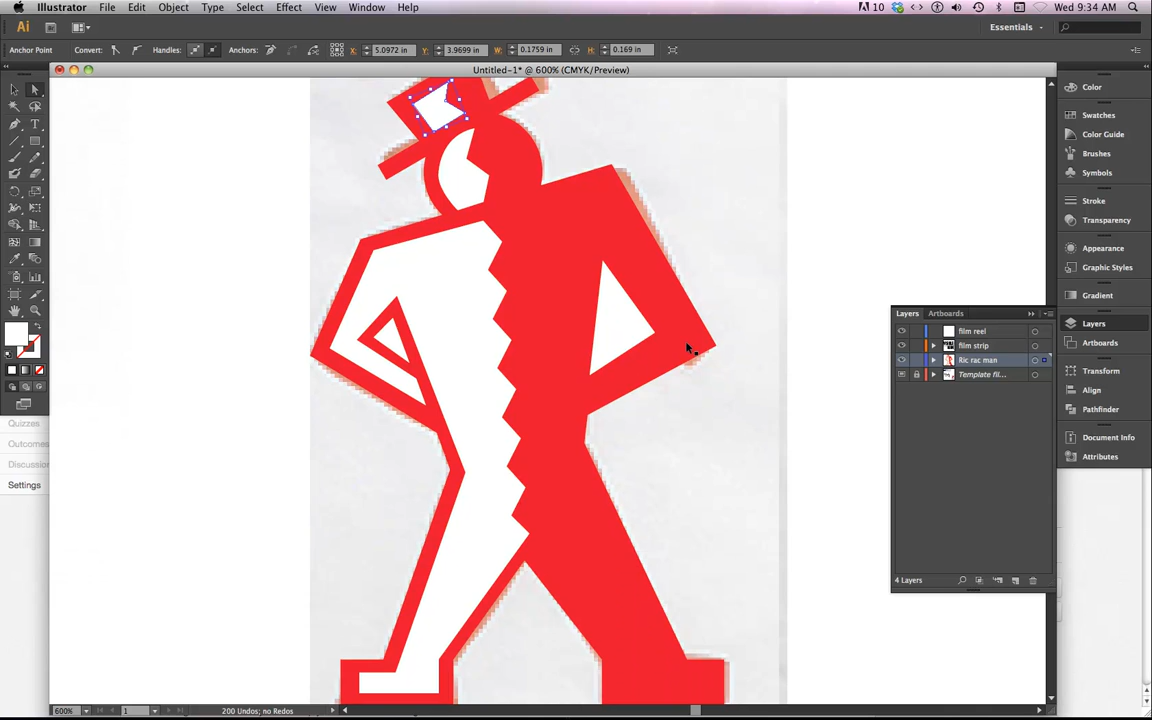 Illustrator File Edit Object Type Select Effect View Window Help 10 Wed 9:34 AM
Ai Essentials
Anchor Point Convert: Handles: Anchors: X: 5.0972 in Y: 3.9699 in W: 0.1759 in H: 0.169 in
Untitled-1* @ 600% (CMYK/Preview)
Color
Swatches
Color Guide
Brushes
Symbols
Stroke
Transparency
Appearance
Graphic Styles
Gradient
Layers
Artboards
Transform
Align
Pathfinder
Document Info
Attributes
Layers Artboards
film reel
film strip
Ric rac man
Template fil...
4 Layers
Quizzes
Outcomes
Discussion
Settings
600% 1 200 Undos; no Redos